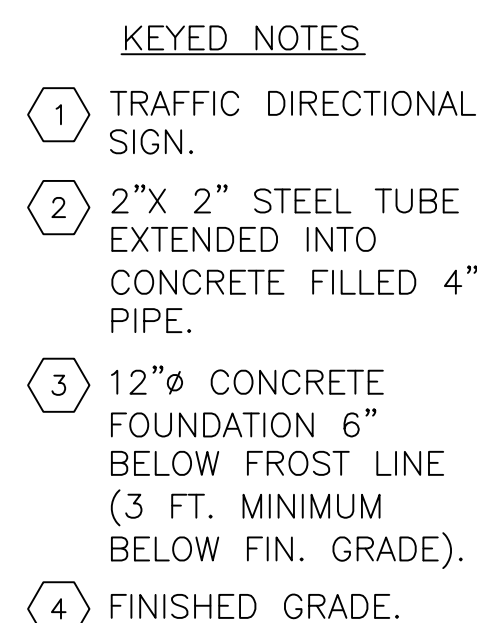 KEYED NOTES
1 TRAFFIC DIRECTIONAL
SIGN.
2 2”X 2” STEEL TUBE
EXTENDED INTO
CONCRETE FILLED 4”
PIPE.
3 12”ø CONCRETE
FOUNDATION 6”
BELOW FROST LINE
(3 FT. MINIMUM
BELOW FIN. GRADE).
4 FINISHED GRADE.